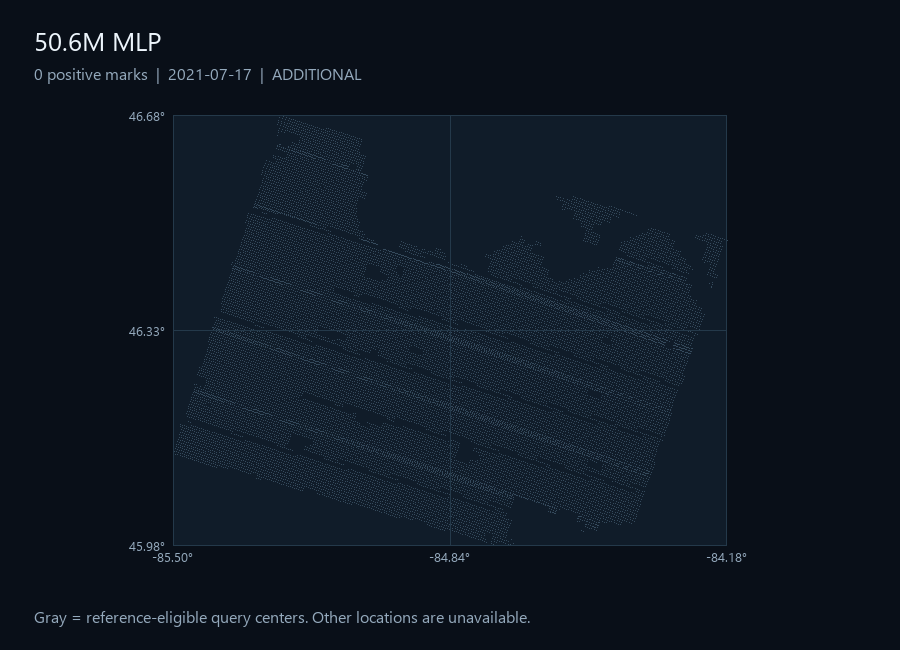 50.6M MLP
0 positive marks | 2021-07-17 | ADDITIONAL
46.68°
46.33°
45.98°
-85.50° -84.84° -84.18°
Gray = reference-eligible query centers. Other locations are unavailable.